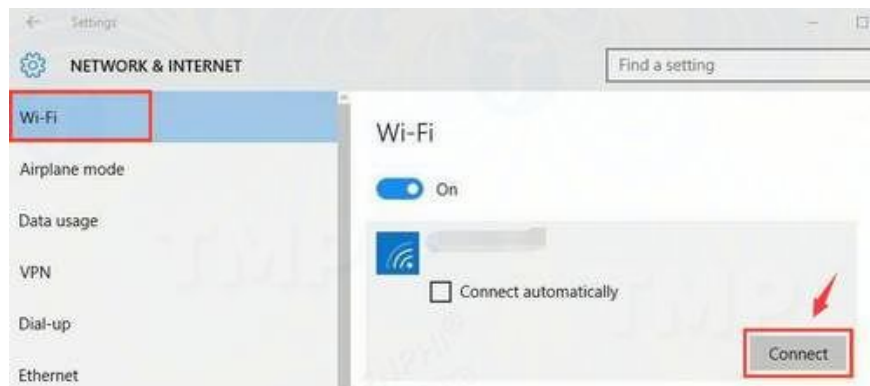 Settings
NETWORK & INTERNET
Find a setting
Wi-Fi
Airplane mode
Data usage
VPN
Dial-up
Ethernet
Wi-Fi
On
Connect automatically
Connect